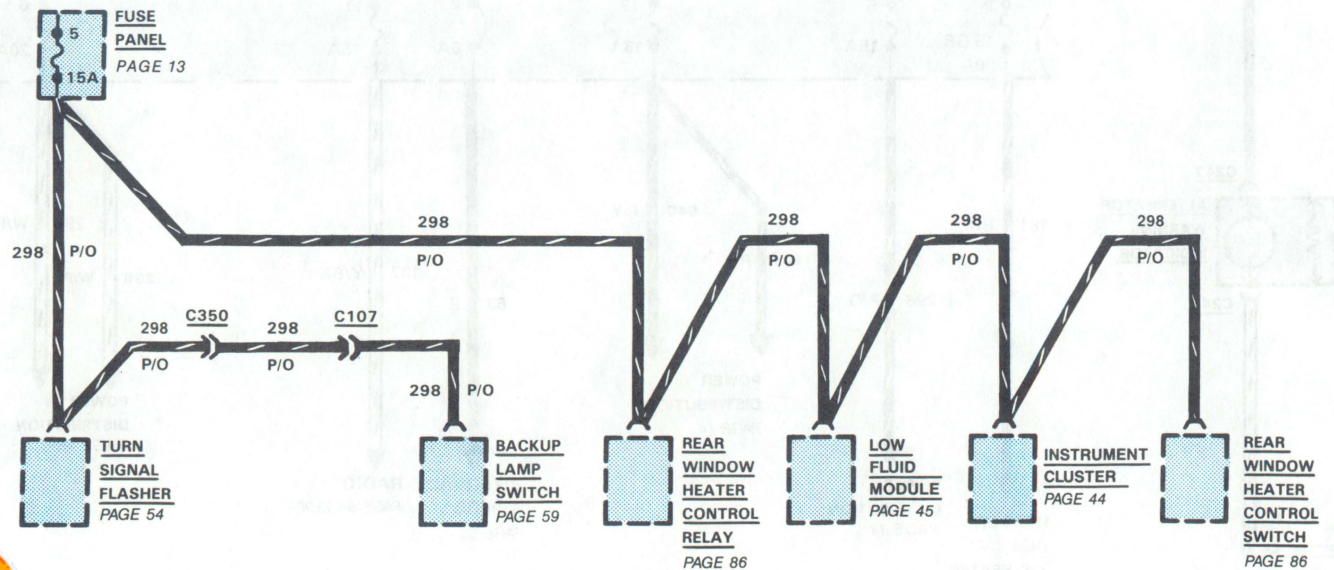 FUSE
PANEL
PAGE 13
5
15A
298
P/O
298
P/O
298
P/O
298
P/O
298
P/O
298
P/O
C350
298
P/O
C107
298
P/O
TURN
SIGNAL
FLASHER
PAGE 54
BACKUP
LAMP
SWITCH
PAGE 59
REAR
WINDOW
HEATER
CONTROL
RELAY
PAGE 86
LOW
FLUID
MODULE
PAGE 45
INSTRUMENT
CLUSTER
PAGE 44
REAR
WINDOW
HEATER
CONTROL
SWITCH
PAGE 86